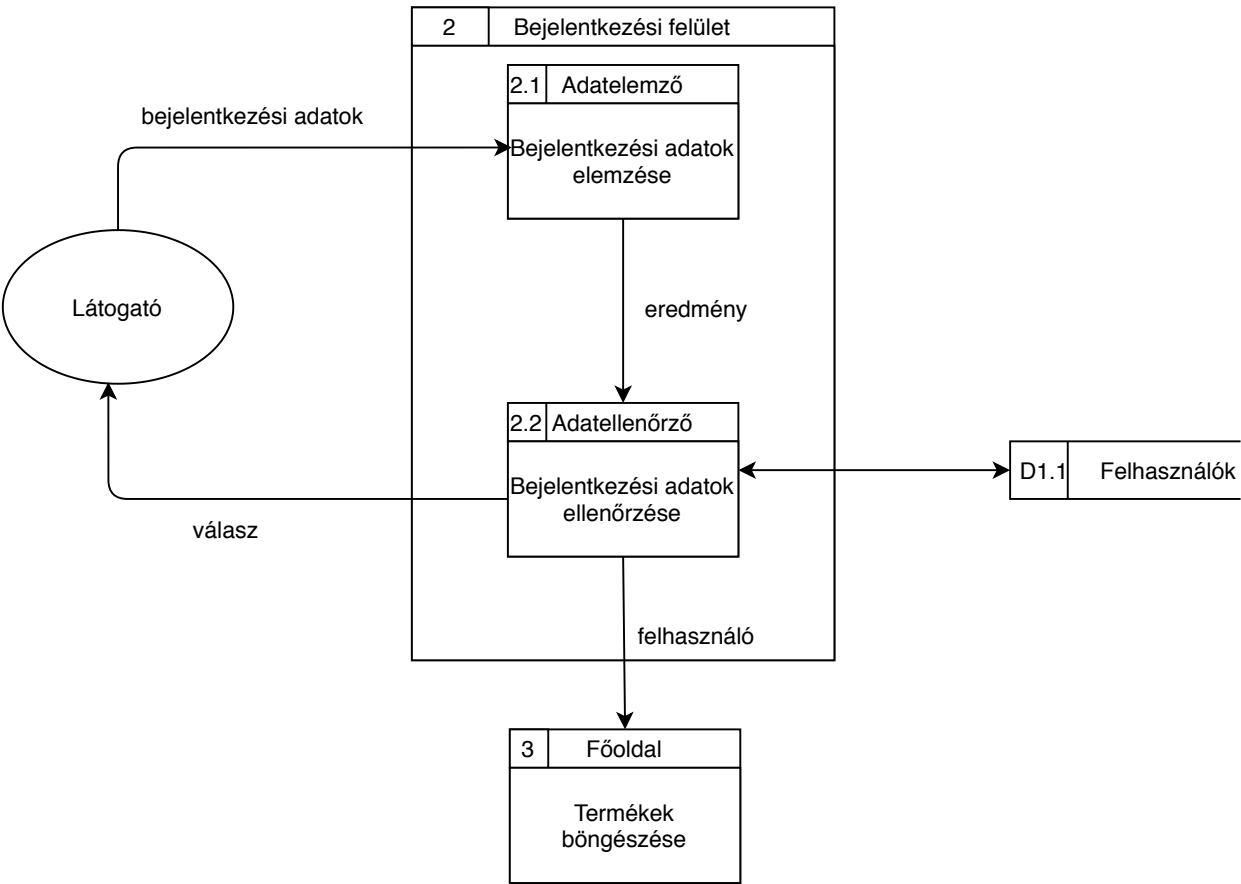 2
Bejelentkezési felület
2.1
Adatelemző
bejelentkezési adatok
Bejelentkezési adatok
elemzése
Látogató
eredmény
2.2
Adatellenőrző
Bejelentkezési adatok
ellenőrzése
D1.1
Felhasználók
válasz
felhasználó
3
Főoldal
Termékek
böngészése